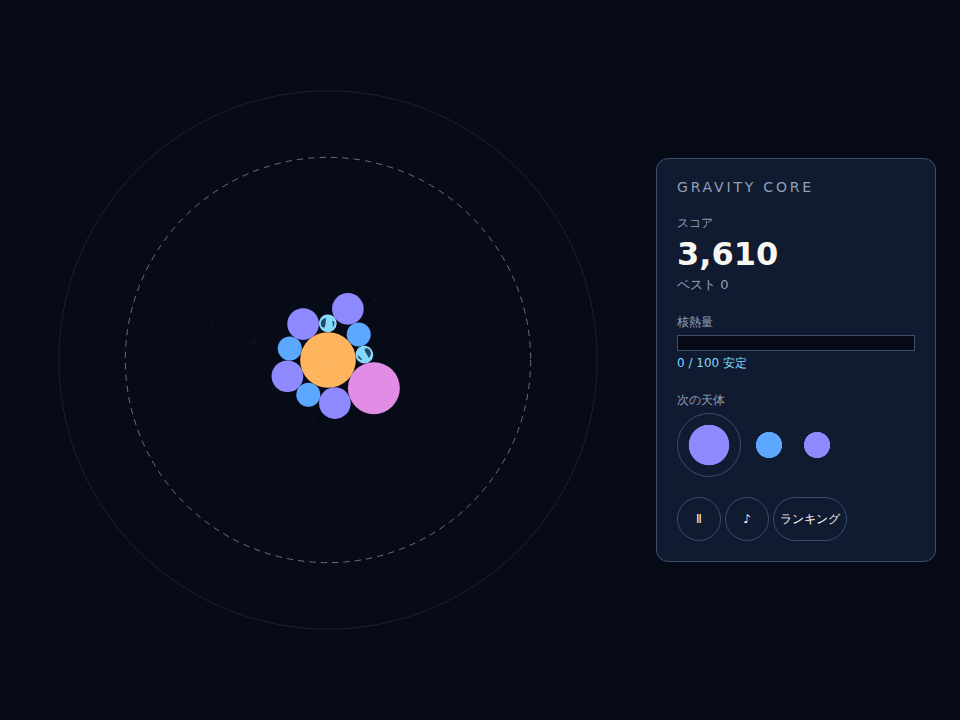 GRAVITY CORE
スコア
3,610
ベスト 0
核熱量
0 / 100 安定
次の天体
Ⅱ
♪
ランキング